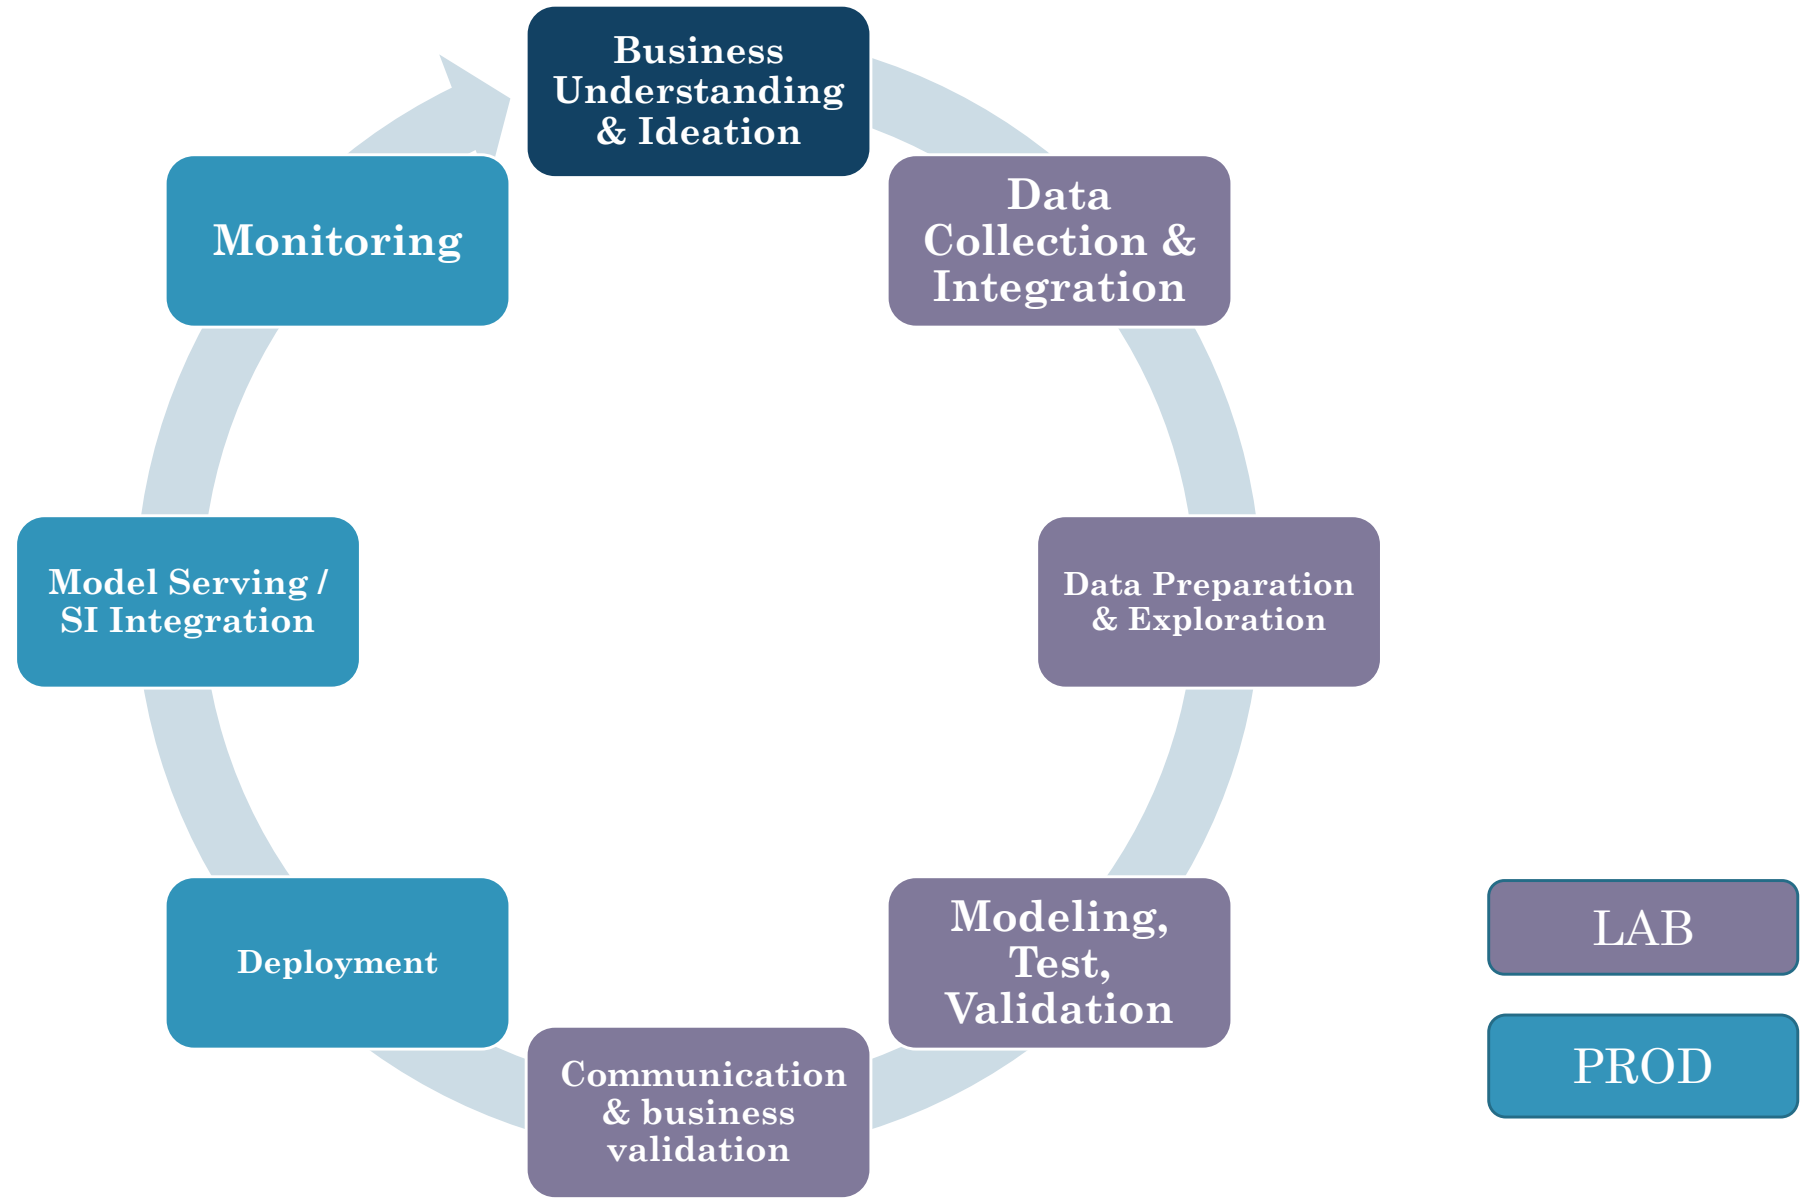 Business
Understanding
& Ideation
Data
Collection &
Integration
Data Preparation
& Exploration
Modeling,
Test,
Validation
Communication
& business
validation
Deployment
Model Serving /
SI Integration
Monitoring
LAB
PROD